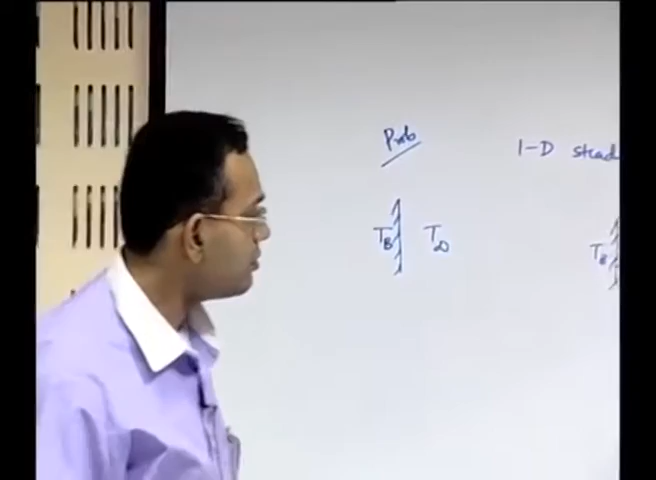 Prob
1-D stead
T_B T_∞
T_B